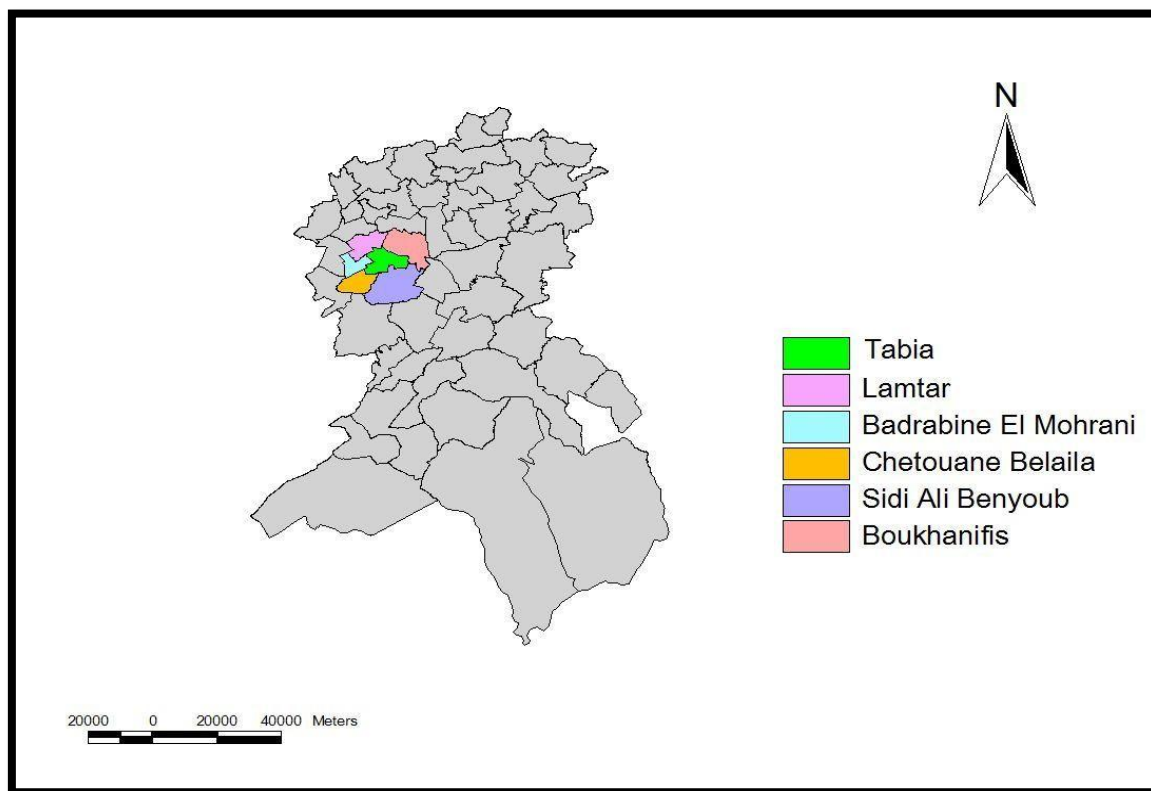 N
Tabia
Lamtar
Badrabine El Mohrani
Chetouane Belaila
Sidi Ali Benyoub
Boukhanifis
20000 0 20000 40000 Meters